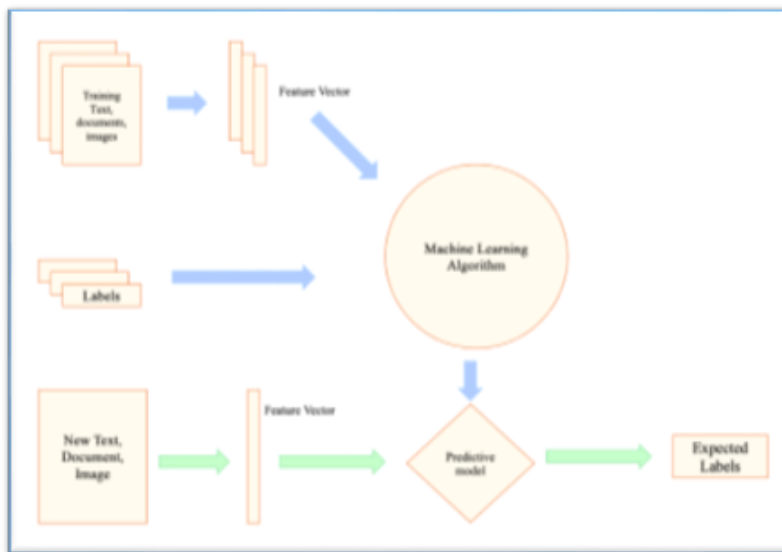 Training
Text,
documents,
images
Feature Vector
Machine Learning
Algorithm
Labels
New Text,
Document,
Image
Feature Vector
Predictive
model
Expected
Labels